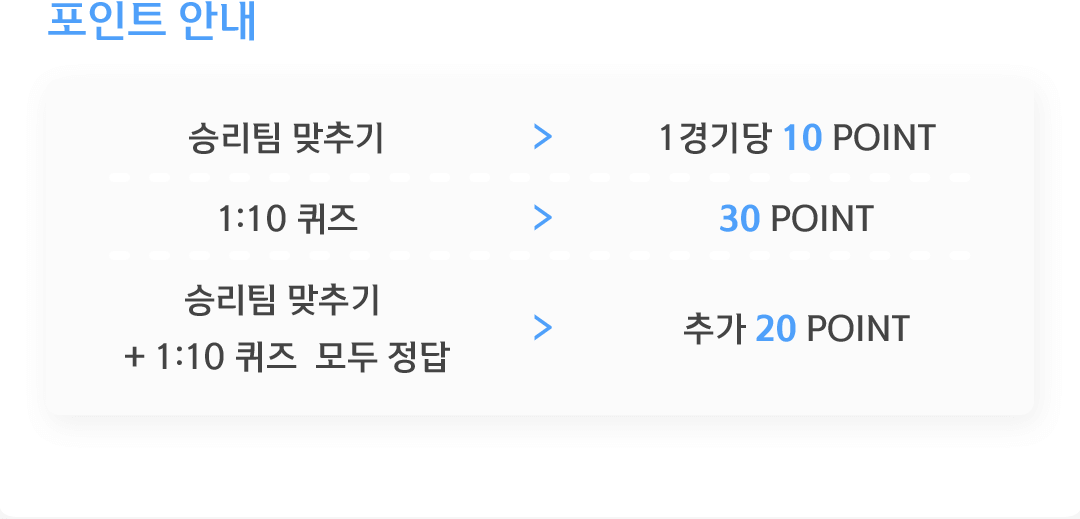 포인트 안내
승리팀 맞추기 > 1경기당 10 POINT
1:10 퀴즈 > 30 POINT
승리팀 맞추기
+ 1:10 퀴즈 모두 정답 > 추가 20 POINT